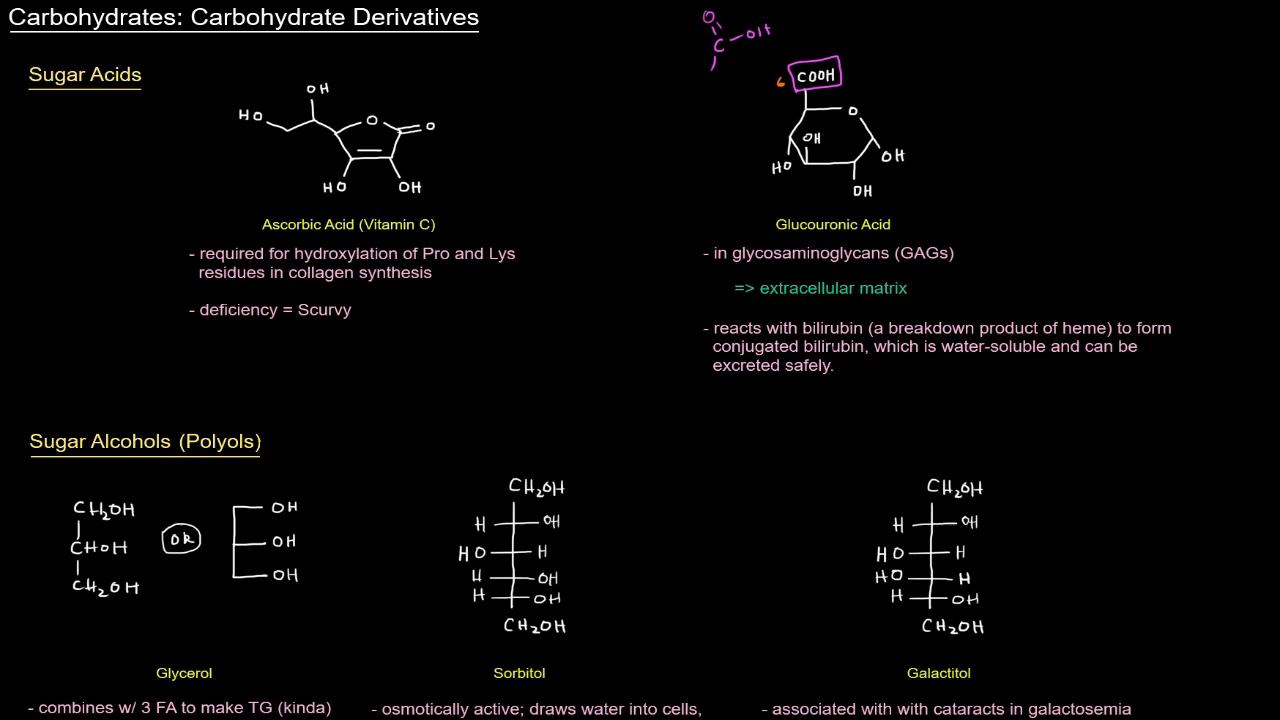 Carbohydrates: Carbohydrate Derivatives
Sugar Acids
O
C
OH
6
COOH
O
OH
HO
OH
OH
OH
HO
O
O
HO
OH
Ascorbic Acid (Vitamin C)
- required for hydroxylation of Pro and Lys
residues in collagen synthesis
- deficiency = Scurvy
Glucouronic Acid
- in glycosaminoglycans (GAGs)
=> extracellular matrix
- reacts with bilirubin (a breakdown product of heme) to form
conjugated bilirubin, which is water-soluble and can be
excreted safely.
Sugar Alcohols (Polyols)
CH2OH
CHOH
CH2OH
OR
OH
OH
OH
Glycerol
- combines w/ 3 FA to make TG (kinda)
CH2OH
H OH
HO H
H OH
H OH
CH2OH
Sorbitol
- osmotically active; draws water into cells,
CH2OH
H OH
HO H
HO H
H OH
CH2OH
Galactitol
- associated with with cataracts in galactosemia